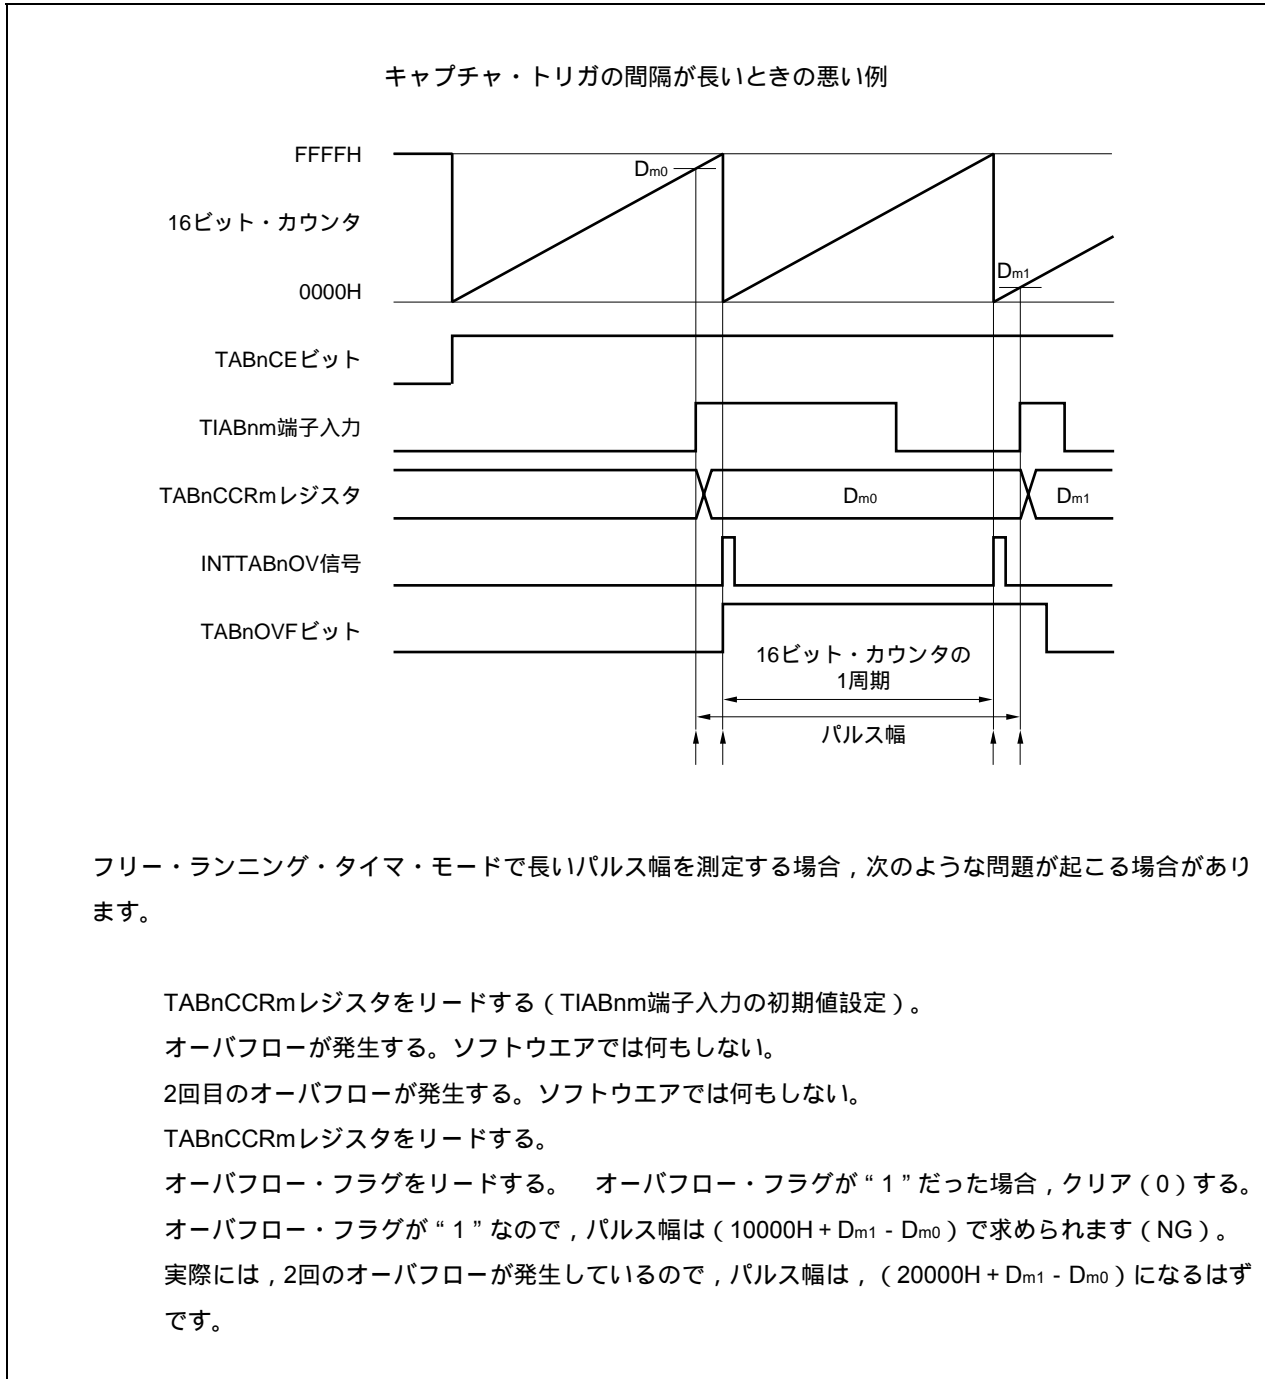 キャプチャ・トリガの間隔が長いときの悪い例
FFFFH
Dm0
16ビット・カウンタ
Dm1
0000H
TABnCEビット
TIABnm端子入力
TABnCCRmレジスタ
Dm0
Dm1
INTTABnOV信号
TABnOVFビット
16ビット・カウンタの
1周期
パルス幅
フリー・ランニング・タイマ・モードで長いパルス幅を測定する場合，次のような問題が起こる場合があり
ます。
TABnCCRmレジスタをリードする（TIABnm端子入力の初期値設定）。
オーバフローが発生する。ソフトウエアでは何もしない。
2回目のオーバフローが発生する。ソフトウエアでは何もしない。
TABnCCRmレジスタをリードする。
オーバフロー・フラグをリードする。　オーバフロー・フラグが“1”だった場合，クリア（0）する。
オーバフロー・フラグが“1”なので，パルス幅は（10000H + Dm1 - Dm0）で求められます（NG）。
実際には，2回のオーバフローが発生しているので，パルス幅は，（20000H + Dm1 - Dm0）になるはず
です。